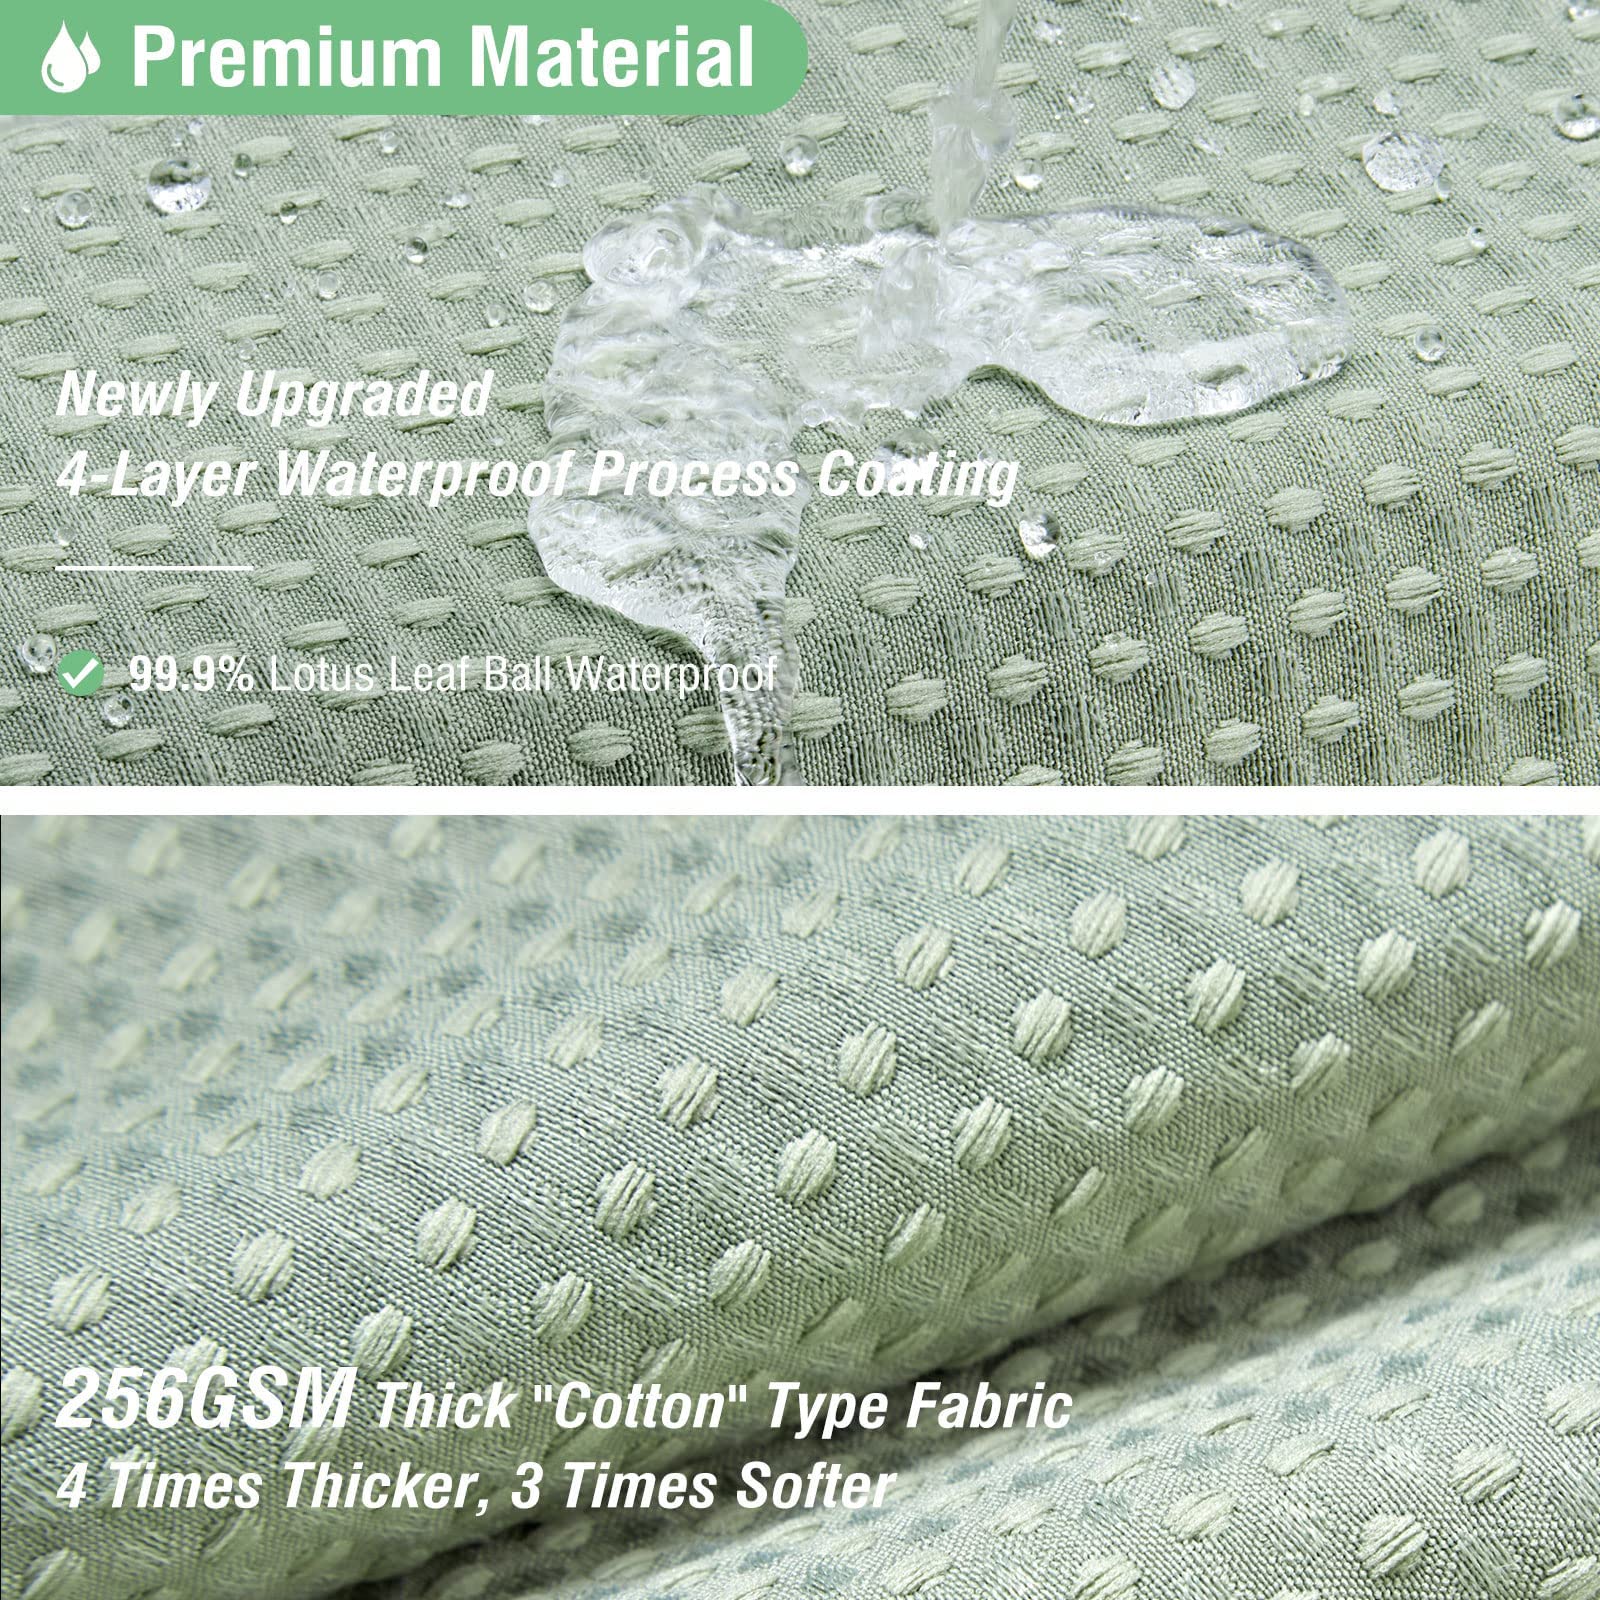 Premium Material
Newly Upgraded
4-Layer Waterproof Process Coating
99.9% Lotus Leaf Ball Waterproof
256GSM Thick "Cotton" Type Fabric
4 Times Thicker, 3 Times Softer